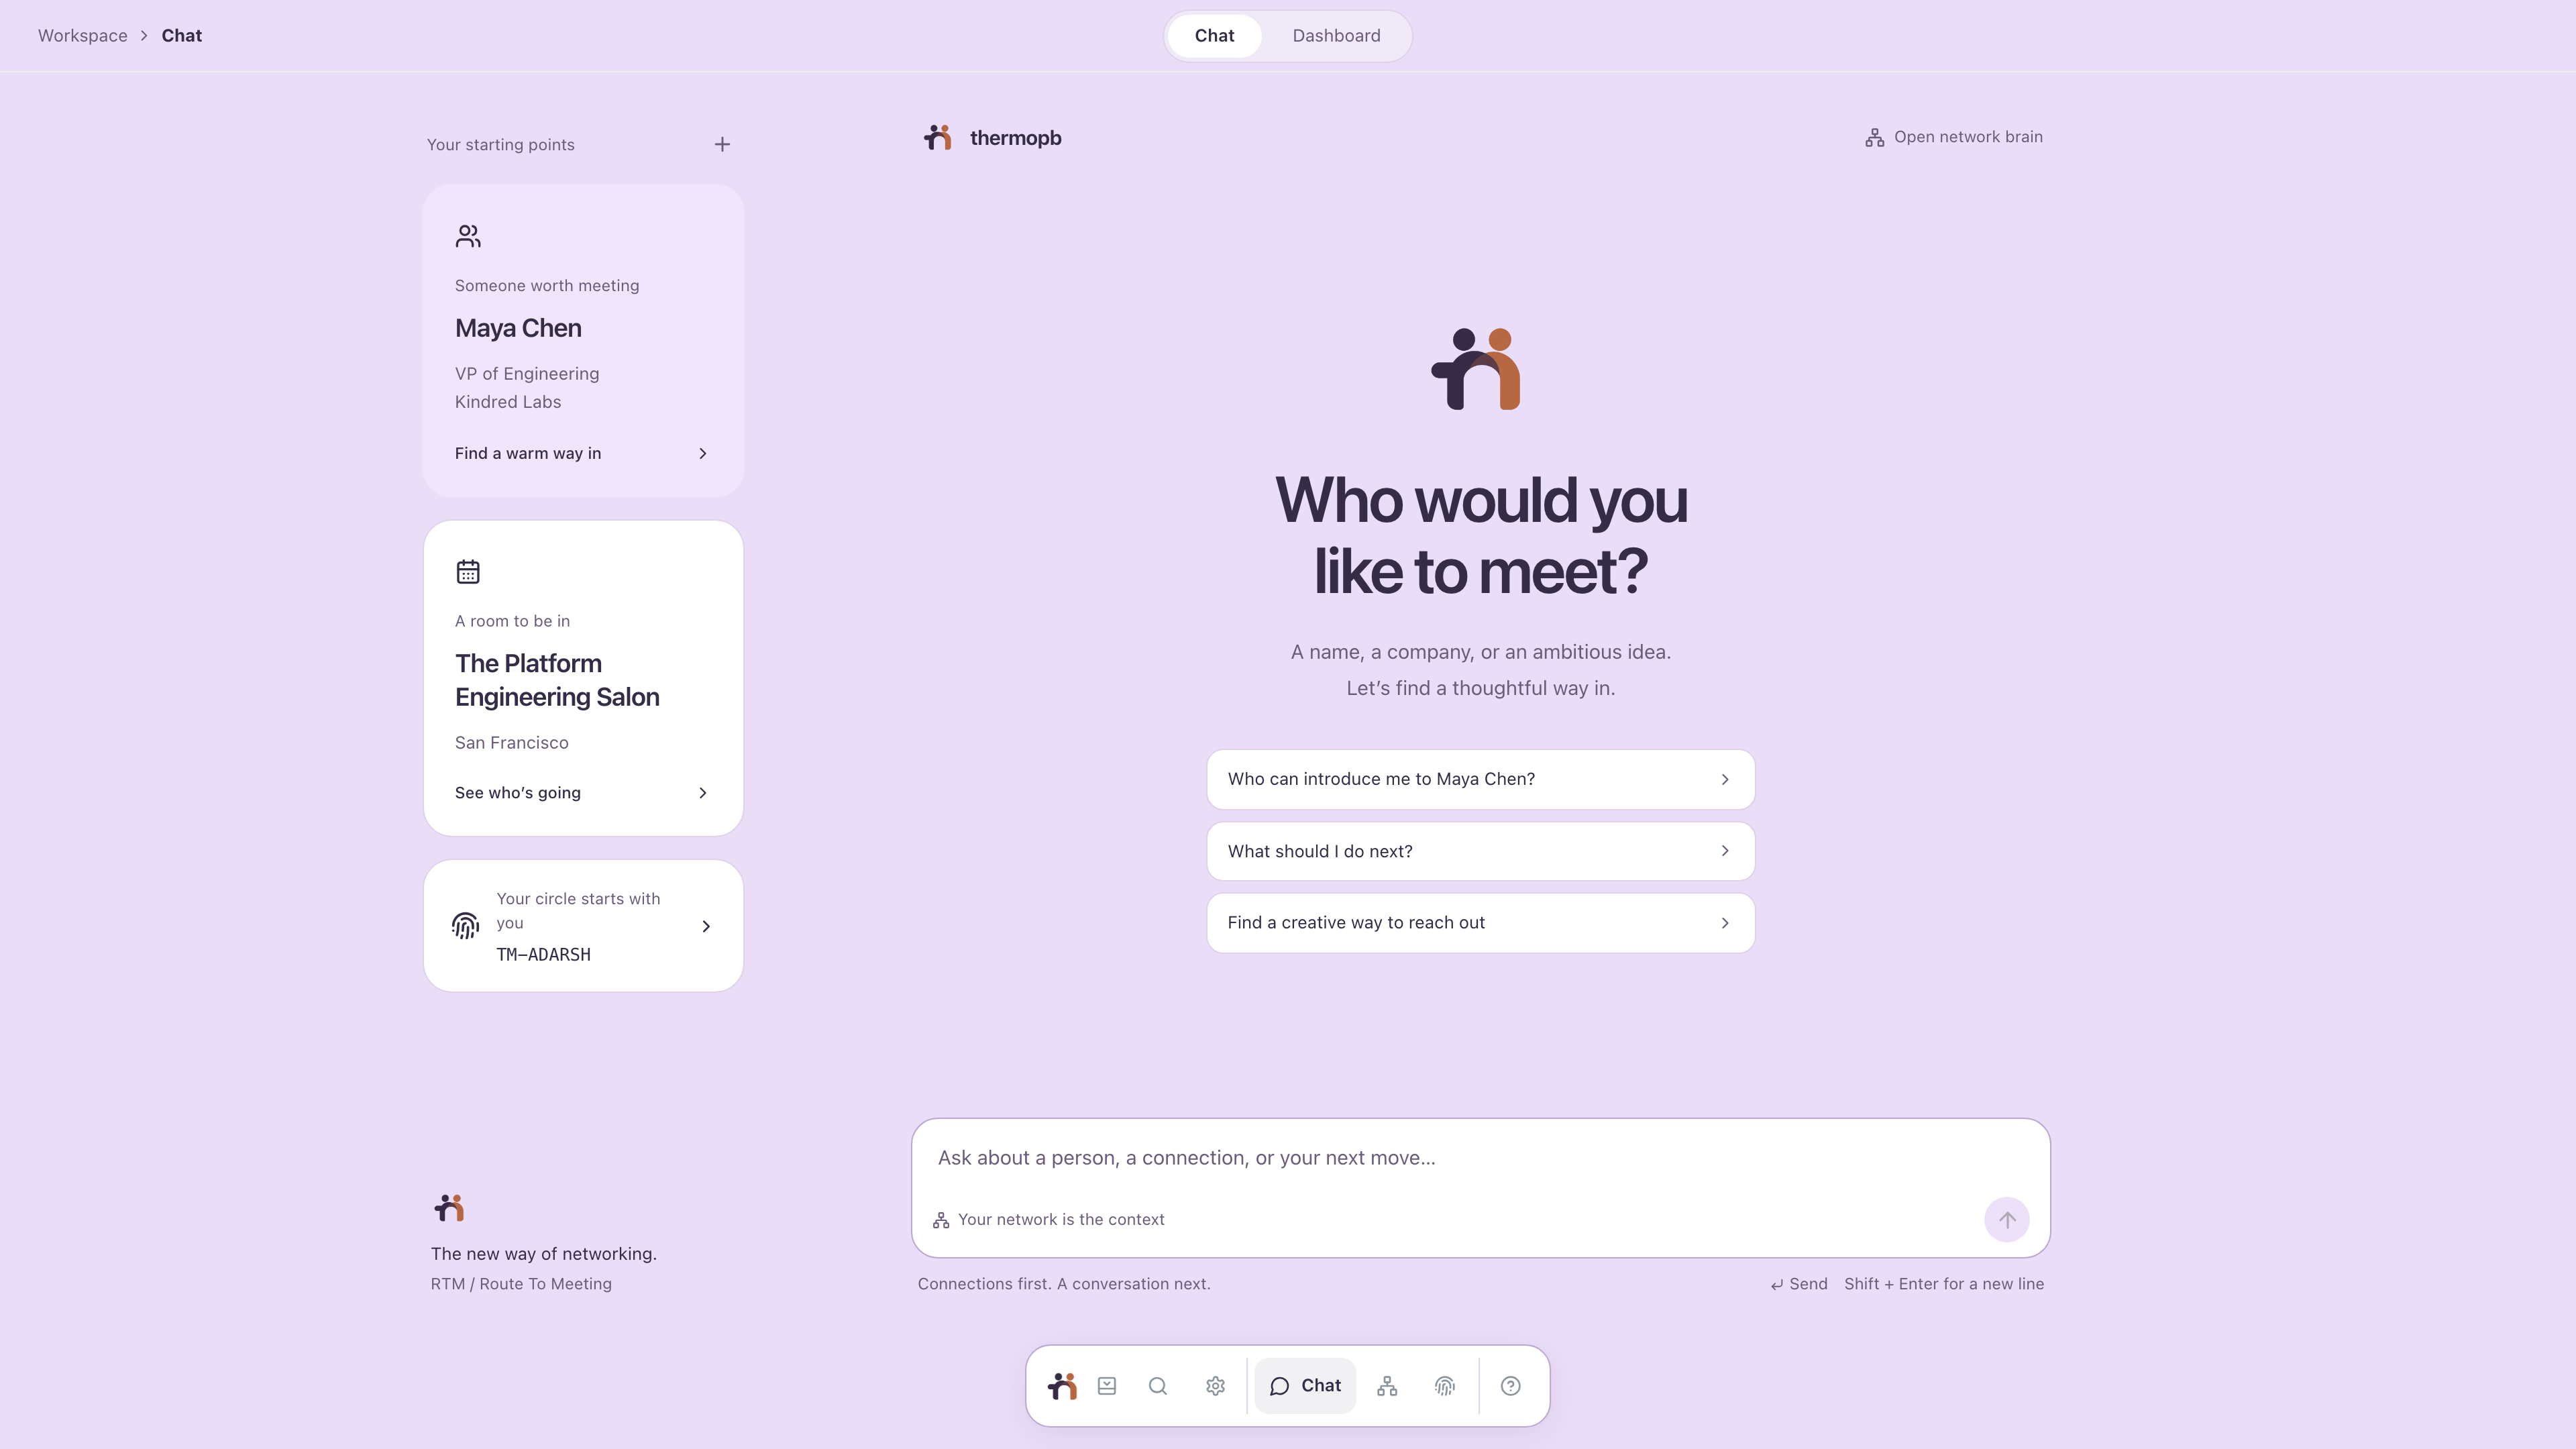 Workspace > Chat
Chat
Dashboard
Your starting points
Someone worth meeting
Maya Chen
VP of Engineering
Kindred Labs
Find a warm way in
A room to be in
The Platform
Engineering Salon
San Francisco
See who’s going
Your circle starts with
you
TM–ADARSH
The new way of networking.
RTM / Route To Meeting
thermopb
Open network brain
Who would you
like to meet?
A name, a company, or an ambitious idea.
Let’s find a thoughtful way in.
Who can introduce me to Maya Chen?
What should I do next?
Find a creative way to reach out
Ask about a person, a connection, or your next move...
Your network is the context
Connections first. A conversation next.
Send
Shift + Enter for a new line
Chat